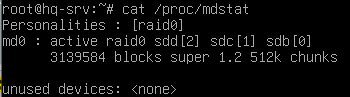 root@hq-srv:~# cat /proc/mdstat
Personalities : [raid0]
md0 : active raid0 sdd[2] sdc[1] sdb[0]
      3139584 blocks super 1.2 512k chunks

unused devices: <none>